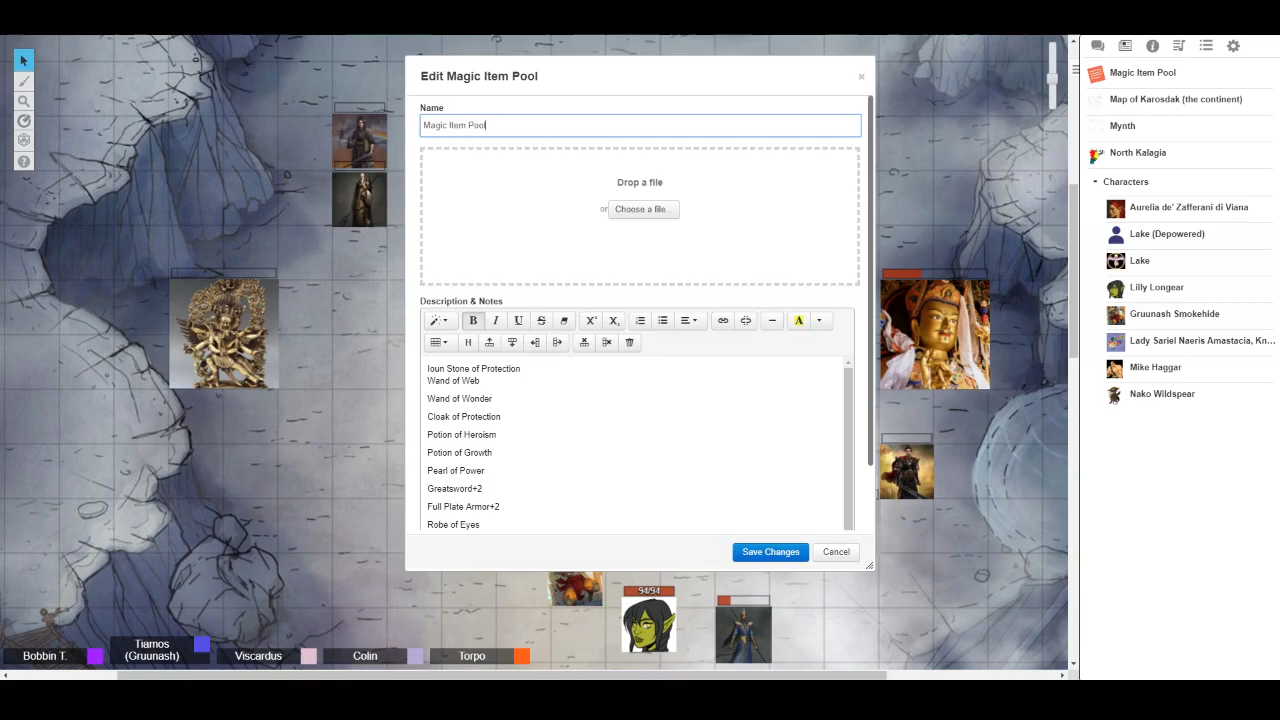 Edit Magic Item Pool
×
Name
Magic Item Pool
Drop a file
or Choose a file...
Description & Notes
B I U S X² X₁ H A
Ioun Stone of Protection
Wand of Web
Wand of Wonder
Cloak of Protection
Potion of Heroism
Potion of Growth
Pearl of Power
Greatsword+2
Full Plate Armor+2
Robe of Eyes
Save Changes Cancel
94/94
Bobbin T.
Tiamos
(Gruunash)
Viscardus
Colin
Torpo
Magic Item Pool
Map of Karosdak (the continent)
Mynth
North Kalagia
Characters
Aurelia de' Zafferani di Viana
Lake (Depowered)
Lake
Lilly Longear
Gruunash Smokehide
Lady Sariel Naeris Amastacia, Kn...
Mike Haggar
Nako Wildspear